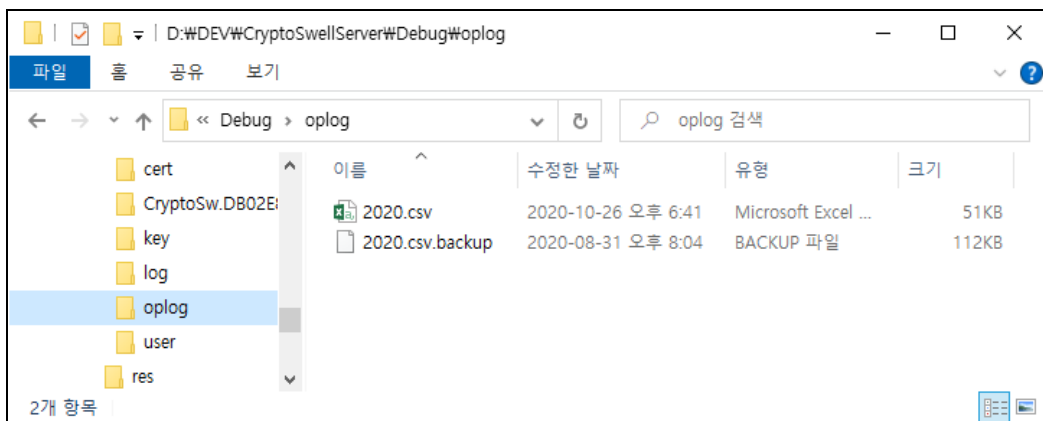 D:₩DEV₩CryptoSwellServer₩Debug₩oplog
파일 홈 공유 보기
« Debug › oplog
oplog 검색
cert
CryptoSw.DB02E
key
log
oplog
user
res
이름 수정한 날짜 유형 크기
2020.csv 2020-10-26 오후 6:41 Microsoft Excel ... 51KB
2020.csv.backup 2020-08-31 오후 8:04 BACKUP 파일 112KB
2개 항목